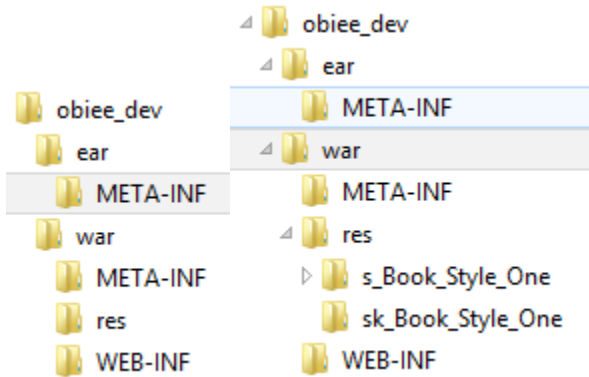 obiee_dev
ear
META-INF
war
META-INF
res
WEB-INF
obiee_dev
ear
META-INF
war
META-INF
res
s_Book_Style_One
sk_Book_Style_One
WEB-INF